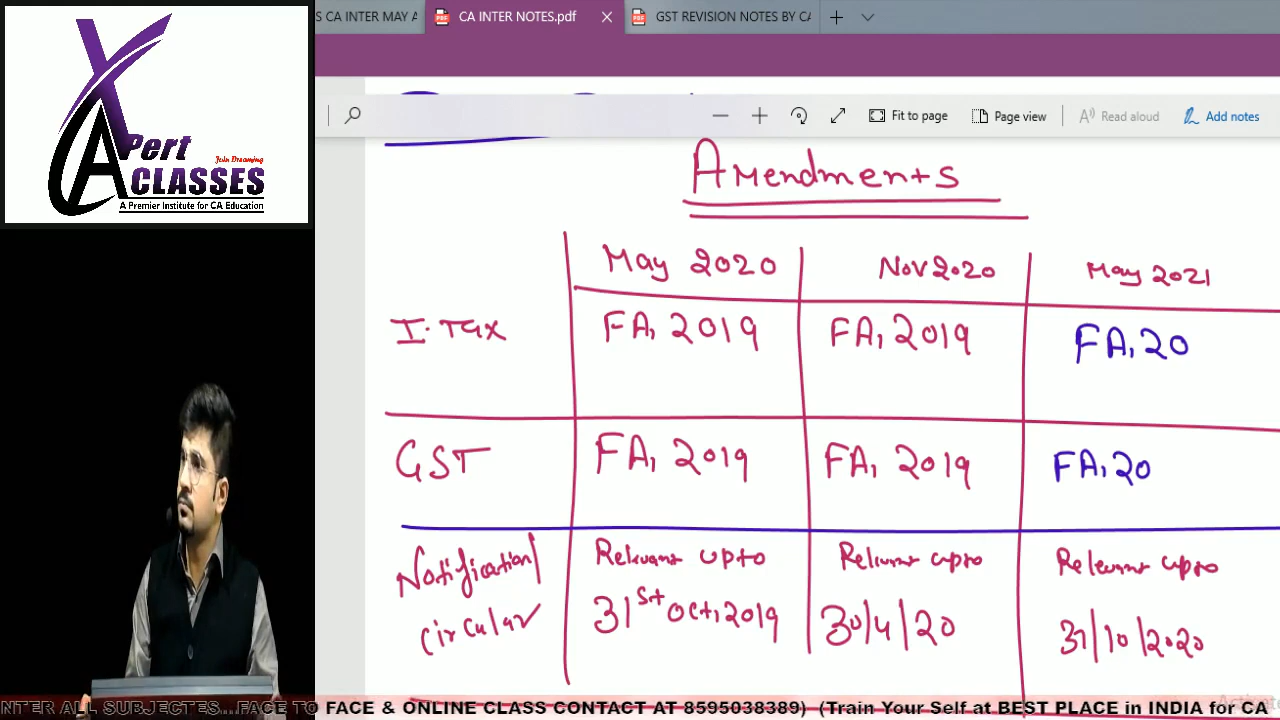 S CA INTER MAY A
CA INTER NOTES.pdf
GST REVISION NOTES BY CA
Fit to page
Page view
Read aloud
Add notes
XPert
Join Dreaming
CA CLASSES
A Premier Institute for CA Education
Amendments
May 2020 Nov 2020 May 2021
I. Tax FA, 2019 FA, 2019 FA, 20
GST FA, 2019 FA, 2019 FA, 20
Notification/ Relevant upto Relevant upto Relevant upto
circular 31st Oct, 2019 30/4/20 31/10/2020
NTER ALL SUBJECTES...FACE TO FACE & ONLINE CLASS CONTACT AT 8595038389) (Train Your Self at BEST PLACE in INDIA for CA